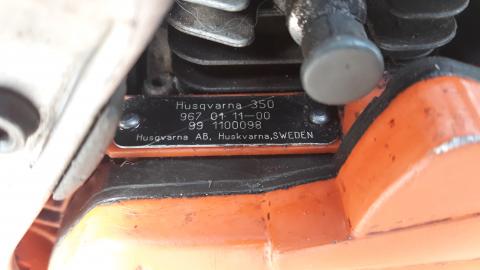 Husqvarna 350
967 01 11-00
99 1100098
Husqvarna AB, Huskvarna,SWEDEN